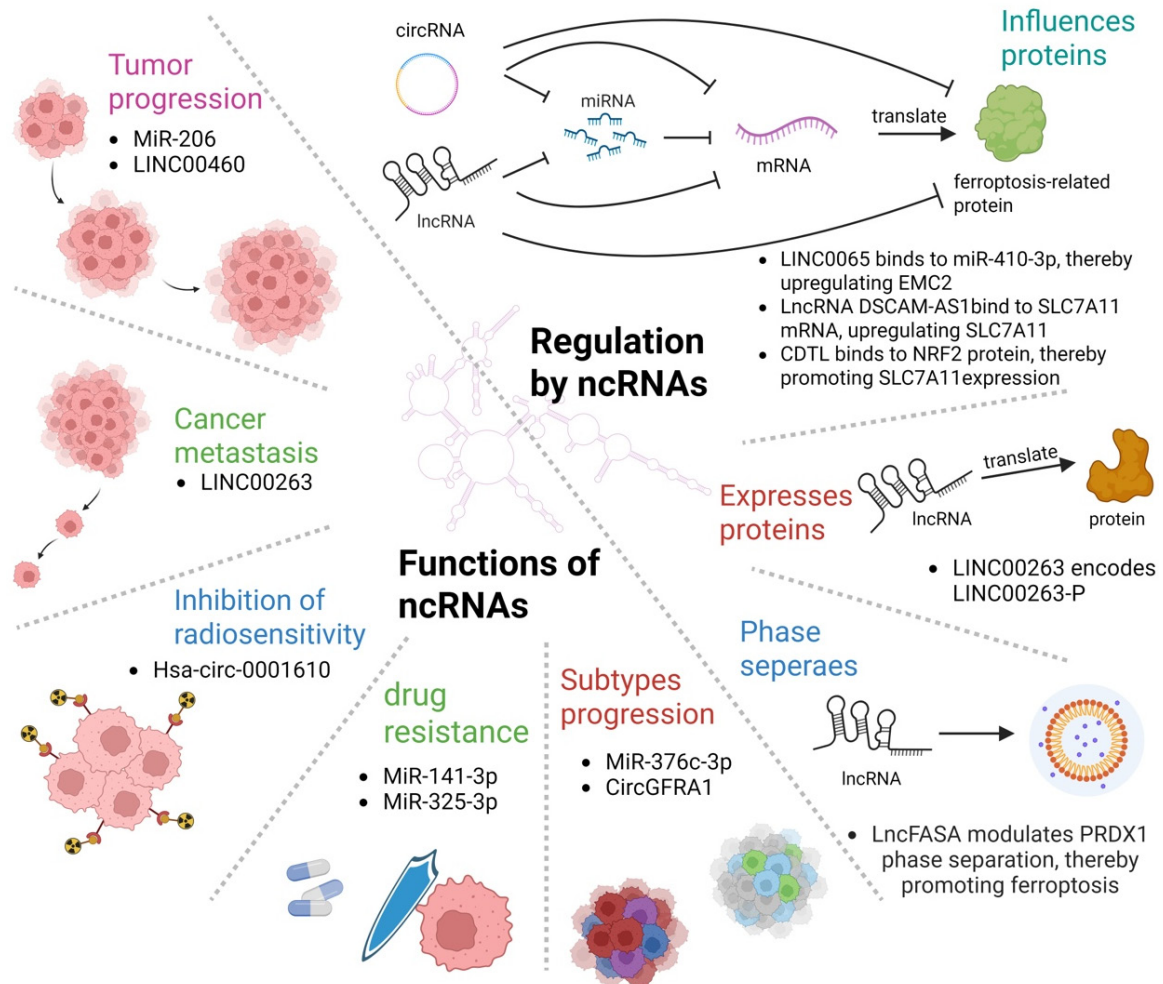 Tumor
progression
• MiR-206
• LINC00460
circRNA
miRNA
lncRNA
mRNA
translate
Influences
proteins
ferroptosis-related
protein
• LINC0065 binds to miR-410-3p, thereby
upregulating EMC2
• LncRNA DSCAM-AS1bind to SLC7A11
mRNA, upregulating SLC7A11
• CDTL binds to NRF2 protein, thereby
promoting SLC7A11expression
Regulation
by ncRNAs
Cancer
metastasis
• LINC00263
Expresses
proteins
lncRNA
translate
protein
• LINC00263 encodes
LINC00263-P
Functions of
ncRNAs
Inhibition of
radiosensitivity
• Hsa-circ-0001610
drug
resistance
• MiR-141-3p
• MiR-325-3p
Subtypes
progression
• MiR-376c-3p
• CircGFRA1
Phase
seperaes
lncRNA
• LncFASA modulates PRDX1
phase separation, thereby
promoting ferroptosis